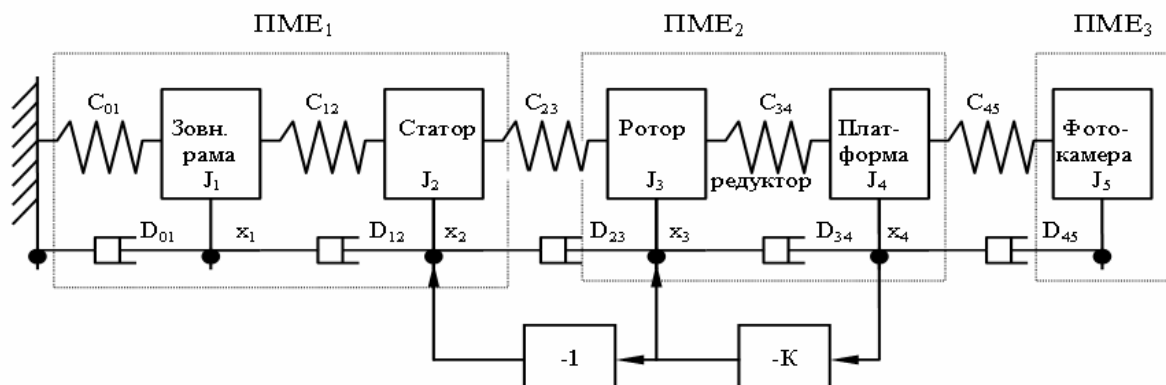 ПМЕ₁ ПМЕ₂ ПМЕ₃
C₀₁ C₁₂ C₂₃ C₃₄ C₄₅
Зовн. рама J₁
Статор J₂
Ротор J₃
редуктор
Плат- форма J₄
Фото- камера J₅
D₀₁ x₁ D₁₂ x₂ D₂₃ x₃ D₃₄ x₄ D₄₅
-1 -К